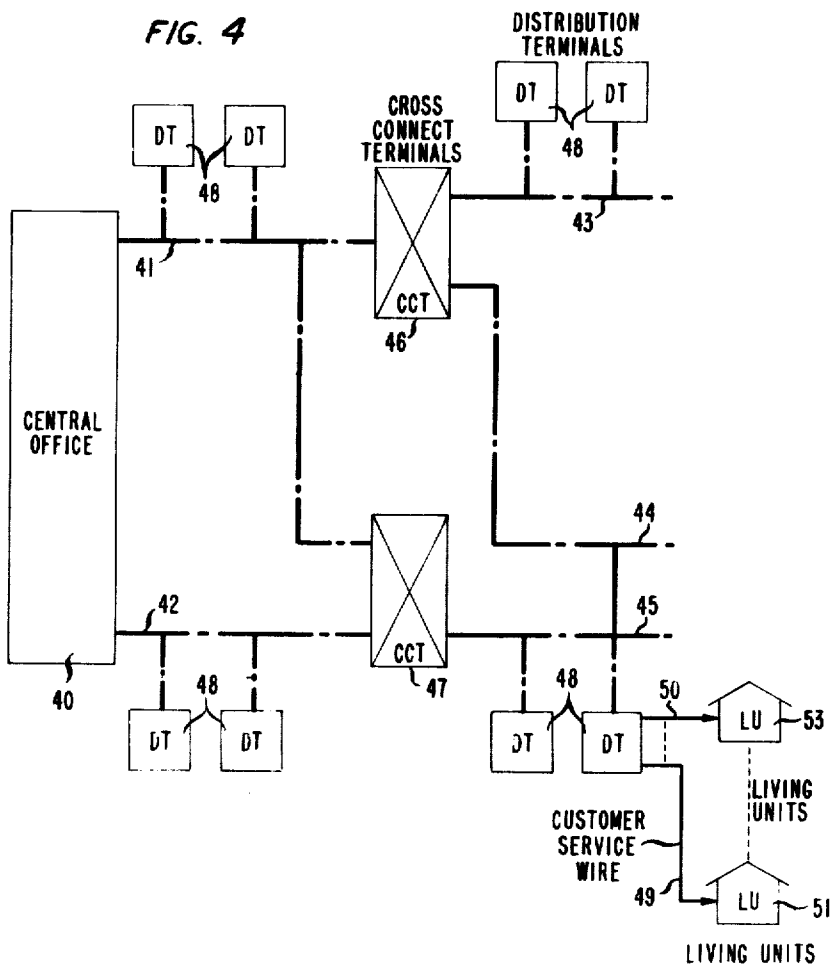 FIG. 4
DISTRIBUTION
TERMINALS
DT
DT
48
CROSS
CONNECT
TERMINALS
DT
DT
48
43
41
CCT
46
CENTRAL
OFFICE
44
42
45
CCT
47
40
48
DT
DT
48
50
DT
DT
LU
53
LIVING
UNITS
CUSTOMER
SERVICE
WIRE
49
LU
51
LIVING UNITS